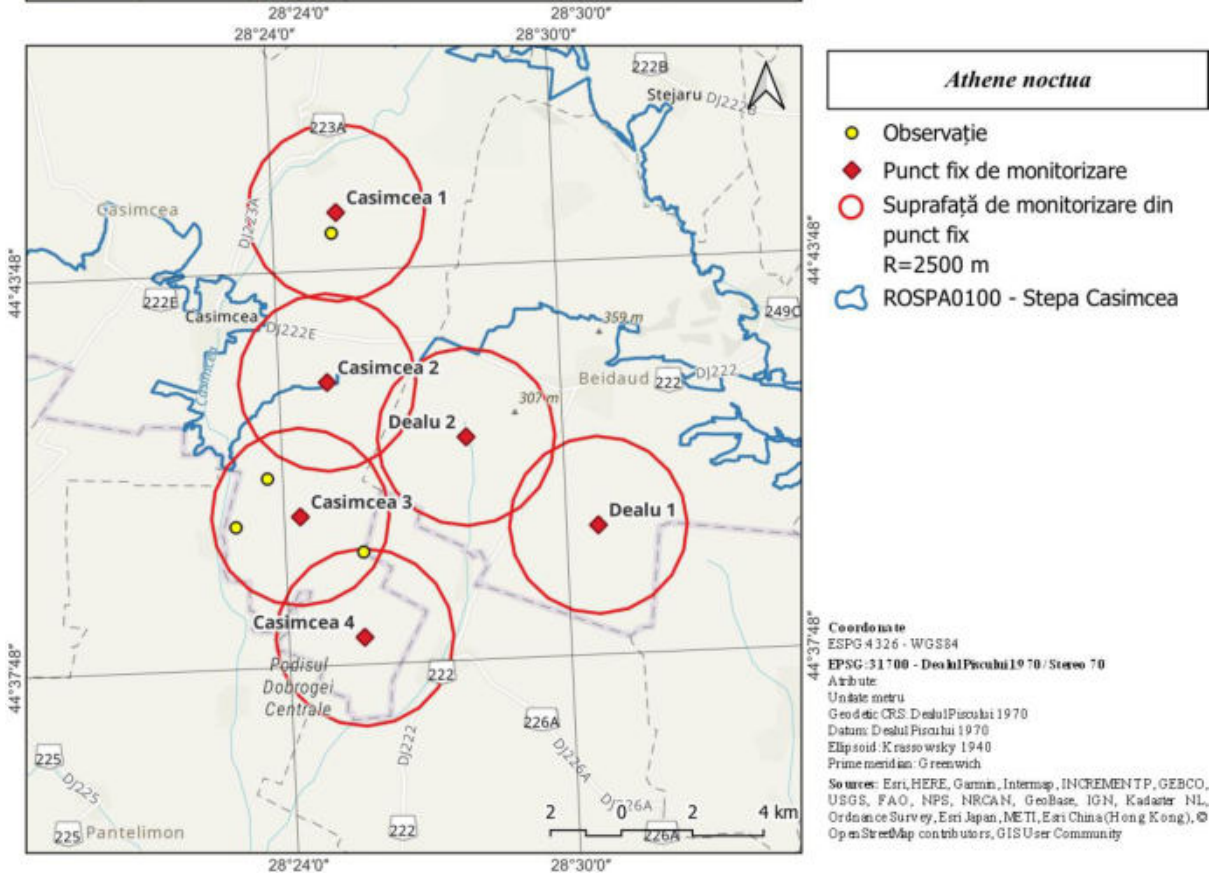 28°24'0" 28°30'0"
28°24'0" 28°30'0"
222B
Stejaru DJ222B
223A
Casimcea 1
Casimcea
DJ223A
44°43'48" 44°43'48"
222E
249C
Casimcea
DJ222E
359 m
Casimcea 2
Casimcea
Beidaud 222 DJ222
307 m
Dealu 2
Casimcea 3
Dealu 1
Casimcea 4
44°37'48" 44°37'48"
Podisul
Dobrogei
Centrale
222
226A
DJ222
DJ226A
225
DJ225
DJ226A
2 0 2 4 km
225 Pantelimon
222
226A
28°24'0" 28°30'0"
Athene noctua
Observație
Punct fix de monitorizare
Suprafață de monitorizare din
punct fix
R=2500 m
ROSPA0100 - Stepa Casimcea
Coordonate
ESPG:4326 - WGS84
EPSG:31700 - DealulPiscului1970/ Stereo 70
Atribute:
Unitate metru
Geodetic CRS: DealulPiscului 1970
Datum: Dealul Piscului 1970
Ellipsoid: Krassowsky 1940
Prime meridian: Greenwich
Sources: Esri, HERE, Garmin, Intermap, INCREMENT P, GEBCO,
USGS, FAO, NPS, NRCAN, GeoBase, IGN, Kadaster NL,
Ordnance Survey, Esri Japan, METI, Esri China (Hong Kong), ©
OpenStreetMap contributors, GIS User Community